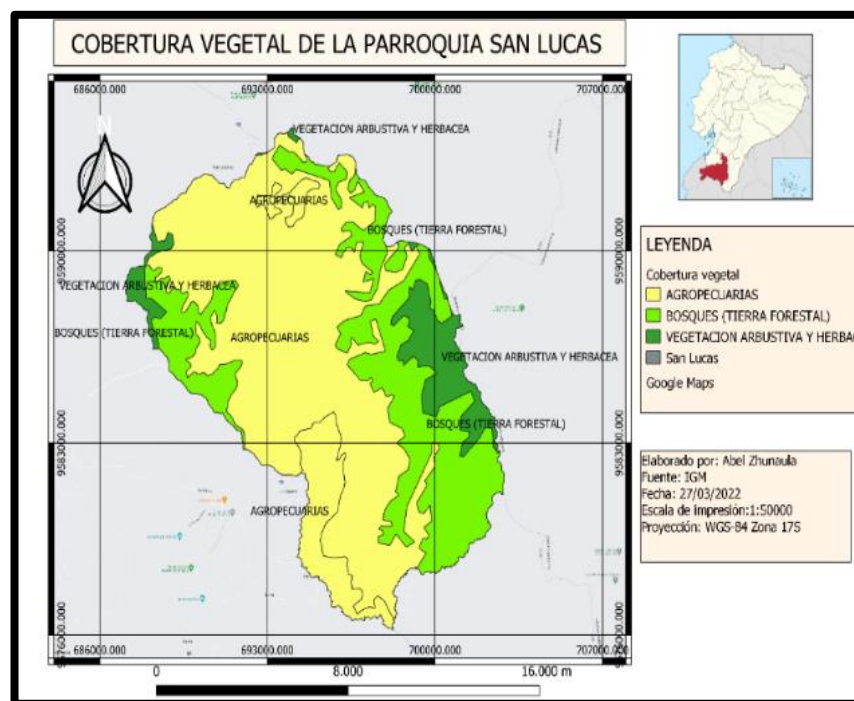 COBERTURA VEGETAL DE LA PARROQUIA SAN LUCAS
686000.000
693000.000
700000.000
707000.000
N
VEGETACION ARBUSTIVA Y HERBACEA
AGROPECUARIAS
BOSQUES (TIERRA FORESTAL)
9590000.000
9590000.000
VEGETACION ARBUSTIVA Y HERBACEA
BOSQUES (TIERRA FORESTAL)
AGROPECUARIAS
VEGETACION ARBUSTIVA Y HERBACEA
BOSQUES (TIERRA FORESTAL)
9583000.000
9583000.000
AGROPECUARIAS
686000.000
693000.000
700000.000
707000.000
0
8.000
16.000 m
LEYENDA
Cobertura vegetal
AGROPECUARIAS
BOSQUES (TIERRA FORESTAL)
VEGETACION ARBUSTIVA Y HERBA
San Lucas
Google Maps
Elaborado por: Abel Zhunaula
Fuente: IGM
Fecha: 27/03/2022
Escala de impresión:1:50000
Proyección: WGS-84 Zona 17S